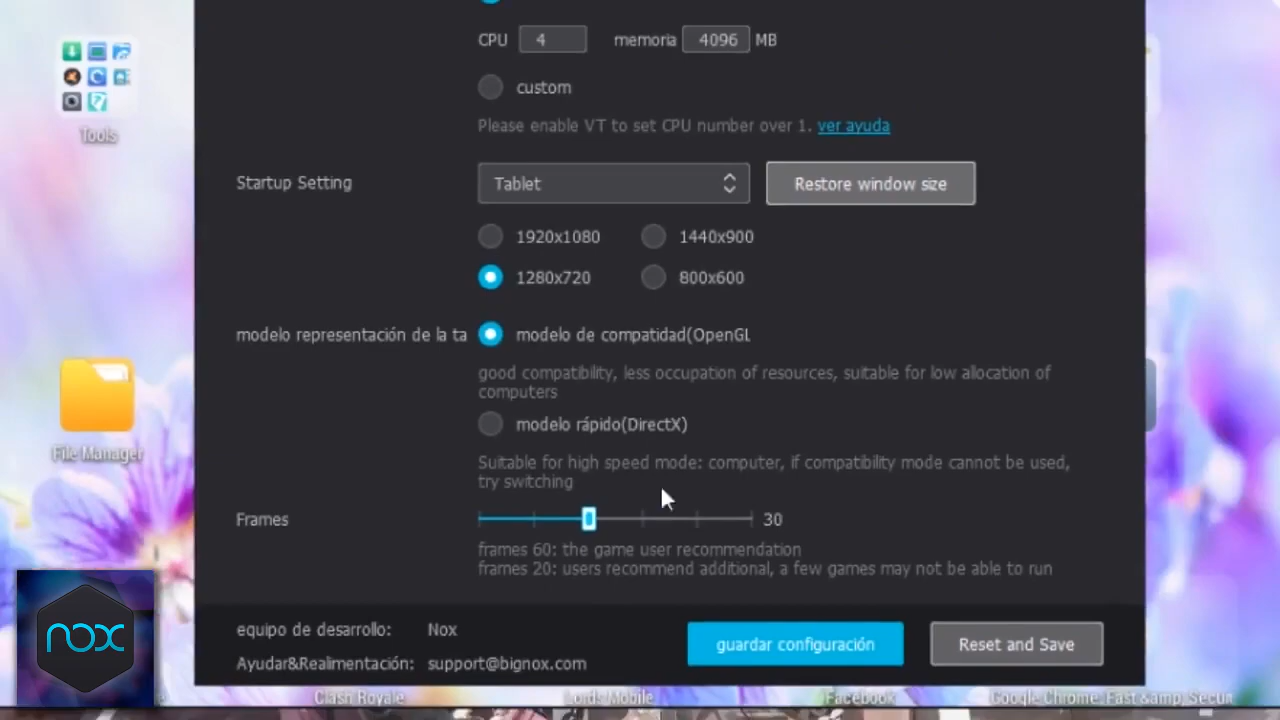 CPU 4 memoria 4096 MB
custom
Please enable VT to set CPU number over 1. ver ayuda
Tools
Startup Setting Tablet Restore window size
1920x1080 1440x900
1280x720 800x600
modelo representación de la ta modelo de compatidad(OpenGL
good compatibility, less occupation of resources, suitable for low allocation of
computers
modelo rápido(DirectX)
File Manager
Suitable for high speed mode: computer, if compatibility mode cannot be used,
try switching
Frames 30
frames 60: the game user recommendation
frames 20: users recommend additional, a few games may not be able to run
nox
equipo de desarrollo: Nox
guardar configuración Reset and Save
Ayudar&Realimentación: support@bignox.com
Clash Royale Lords Mobile Facebook Google Chrome: Fast &amp; Secur